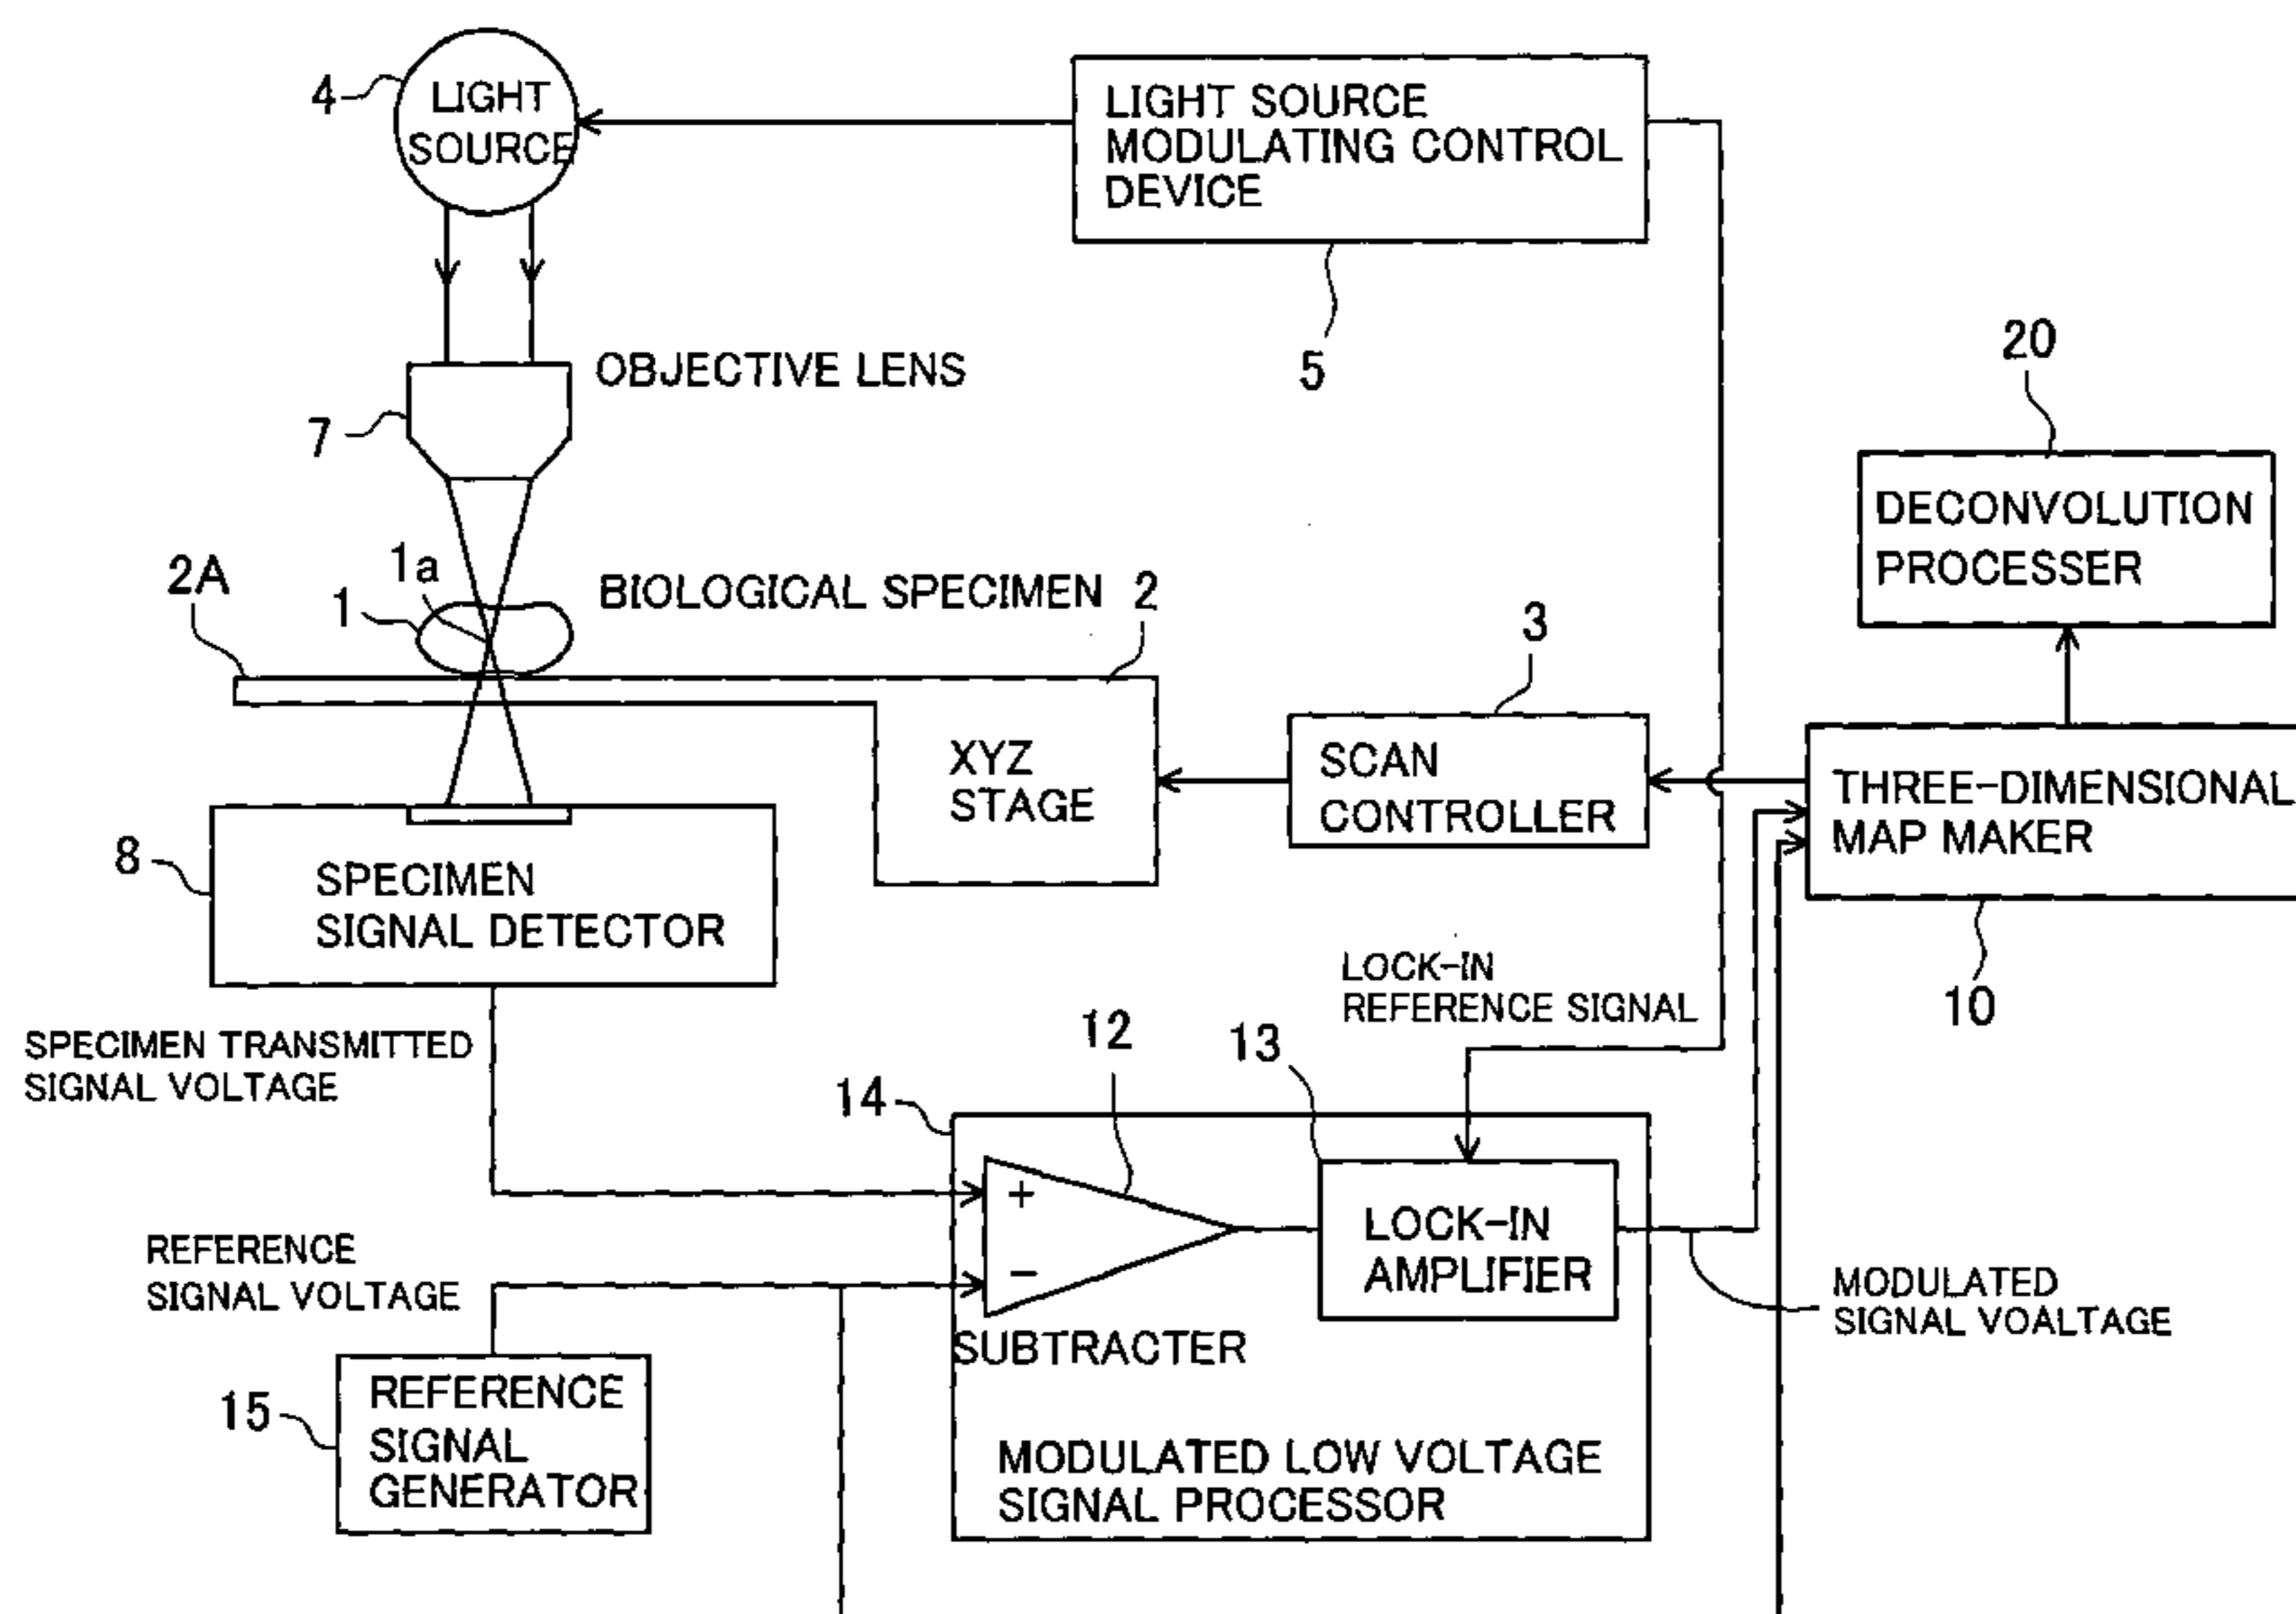 4
LIGHT
SOURCE
LIGHT SOURCE
MODULATING CONTROL
DEVICE
5
OBJECTIVE LENS
7
20
DECONVOLUTION
PROCESSER
2A
1
1a
BIOLOGICAL SPECIMEN
2
3
XYZ
STAGE
SCAN
CONTROLLER
THREE-DIMENSIONAL
MAP MAKER
10
8
SPECIMEN
SIGNAL DETECTOR
LOCK-IN
REFERENCE SIGNAL
SPECIMEN TRANSMITTED
SIGNAL VOLTAGE
12
13
14
+
−
LOCK-IN
AMPLIFIER
REFERENCE
SIGNAL VOLTAGE
MODULATED
SIGNAL VOALTAGE
SUBTRACTER
15
REFERENCE
SIGNAL
GENERATOR
MODULATED LOW VOLTAGE
SIGNAL PROCESSOR